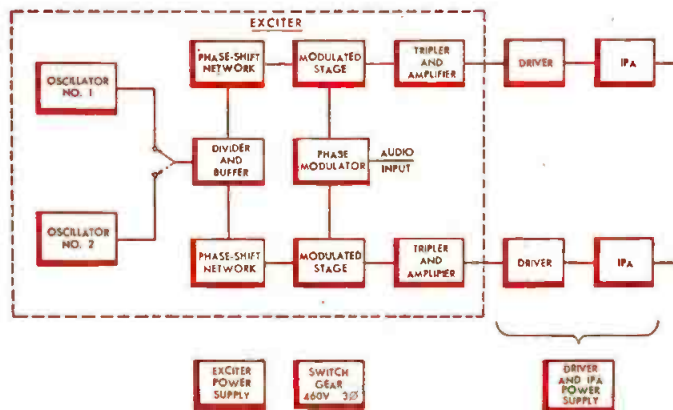 EXCITER
OSCILLATOR
NO. 1
PHASE-SHIFT
NETWORK
MODULATED
STAGE
TRIPLER
AND
AMPLIFIER
DRIVER
IPA
DIVIDER
AND
BUFFER
PHASE
MODULATOR
AUDIO
INPUT
OSCILLATOR
NO. 2
PHASE-SHIFT
NETWORK
MODULATED
STAGE
TRIPLER
AND
AMPLIFIER
DRIVER
IPA
EXCITER
POWER
SUPPLY
SWITCH
GEAR
460V 3Ø
DRIVER
AND IPA
POWER
SUPPLY